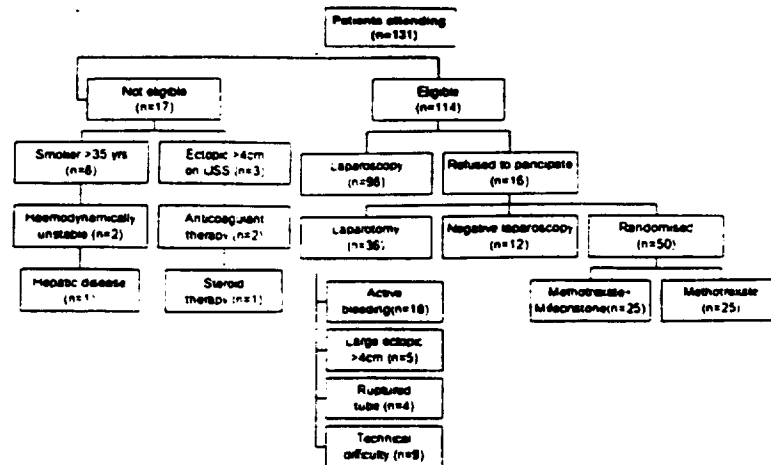 Patients attending
(n=131)
Not eligible
(n=17)
Eligible
(n=114)
Smoker >35 yrs
(n=8)
Ectopic >4cm
on USS (n=3)
Laparoscopy
(n=98)
Refused to participate
(n=16)
Haemodynamically
unstable (n=2)
Anticoagulant
therapy (n=2)
Laparotomy
(n=36)
Negative laparoscopy
(n=12)
Randomised
(n=50)
Hepatic disease
(n=1)
Steroid
therapy (n=1)
Active
bleeding(n=18)
Methotrexate-
Mifepristone(n=25)
Methotrexate
(n=25)
Large ectopic
>4cm (n=5)
Ruptured
tube (n=4)
Technical
difficulty (n=9)